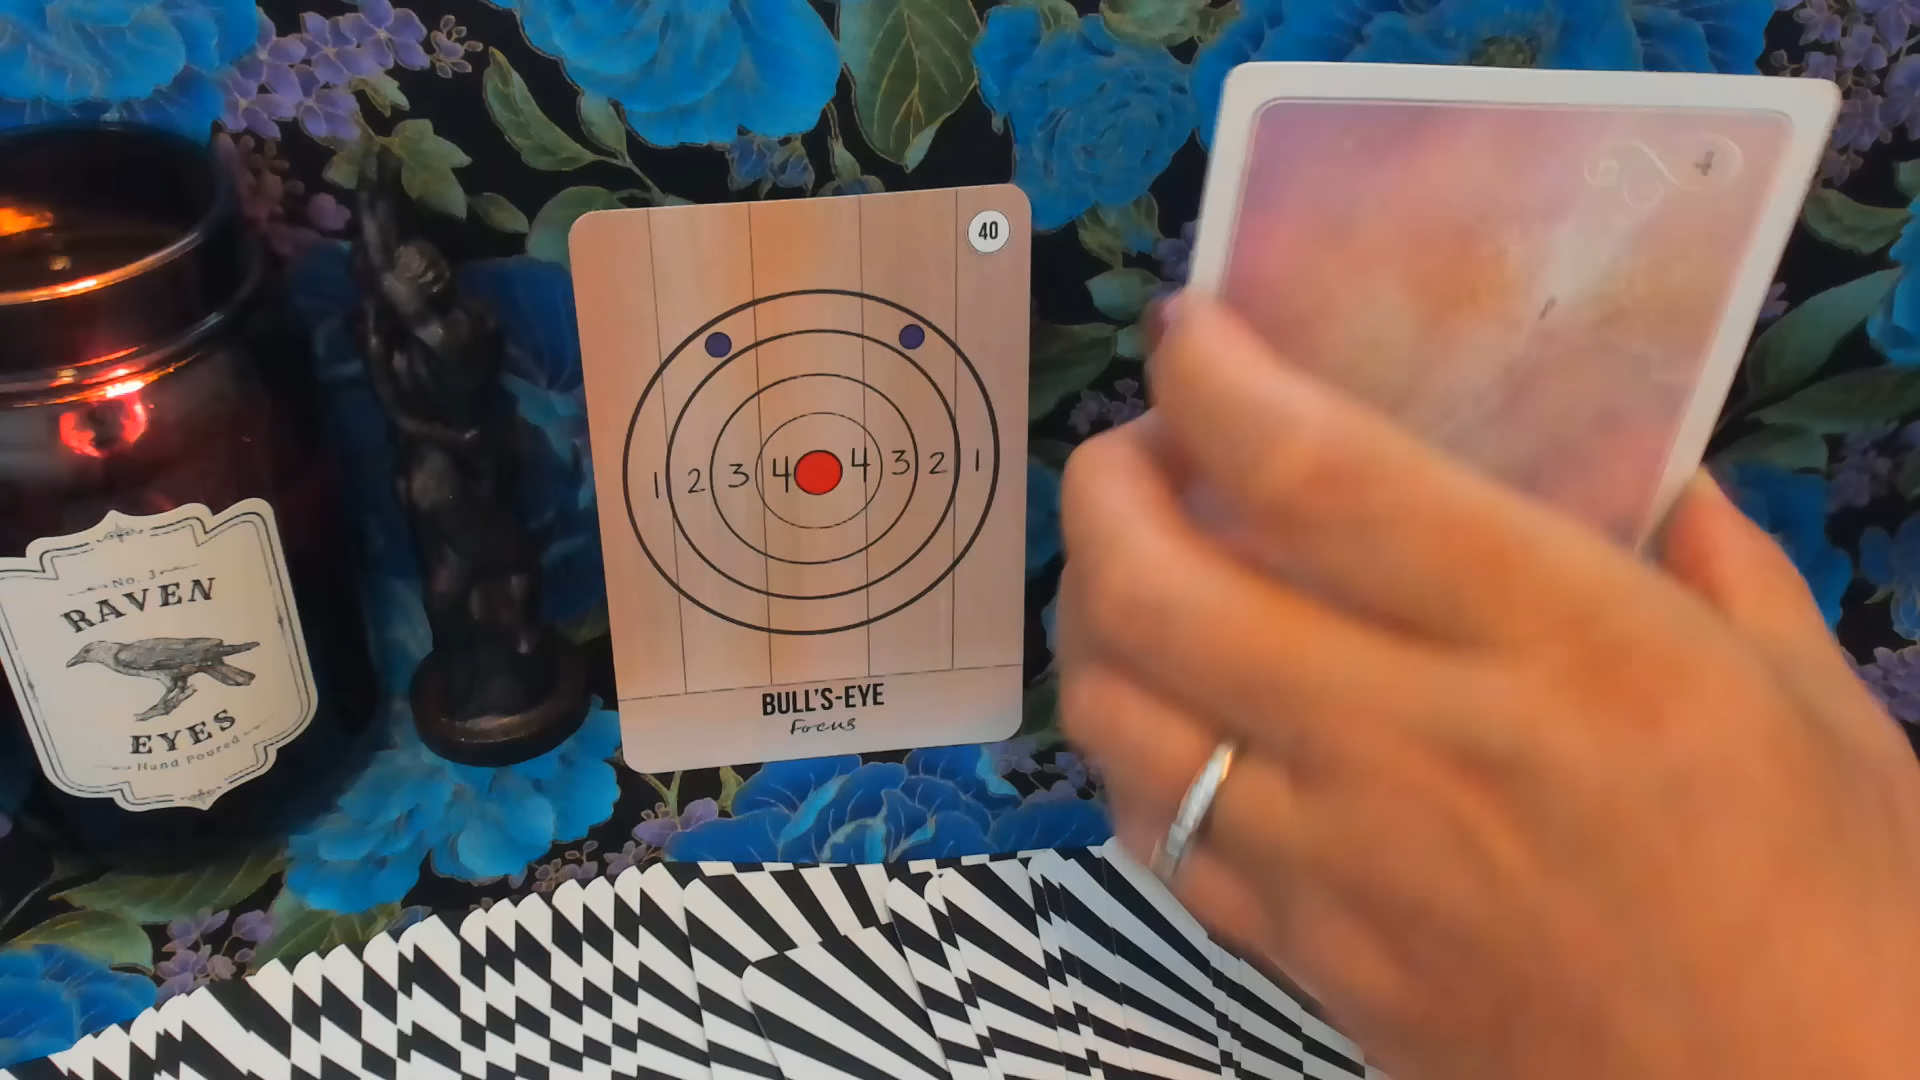 No. 3
RAVEN
EYES
Hand Poured
40
1 2 3 4 4 3 2 1
BULL'S-EYE
Focus